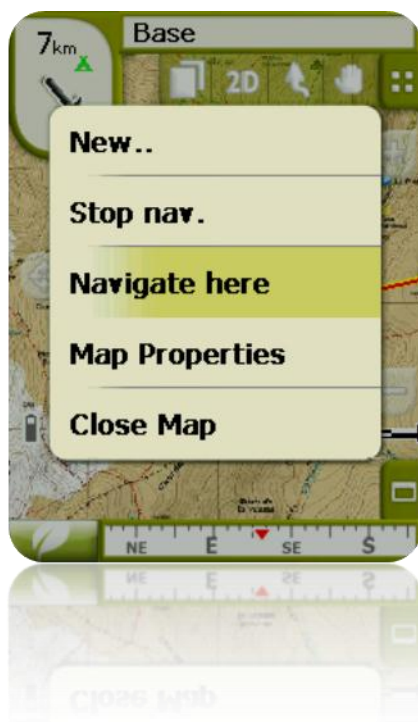 7km
Base
2D
New..
Stop nav.
Navigate here
Map Properties
Close Map
NE E SE S